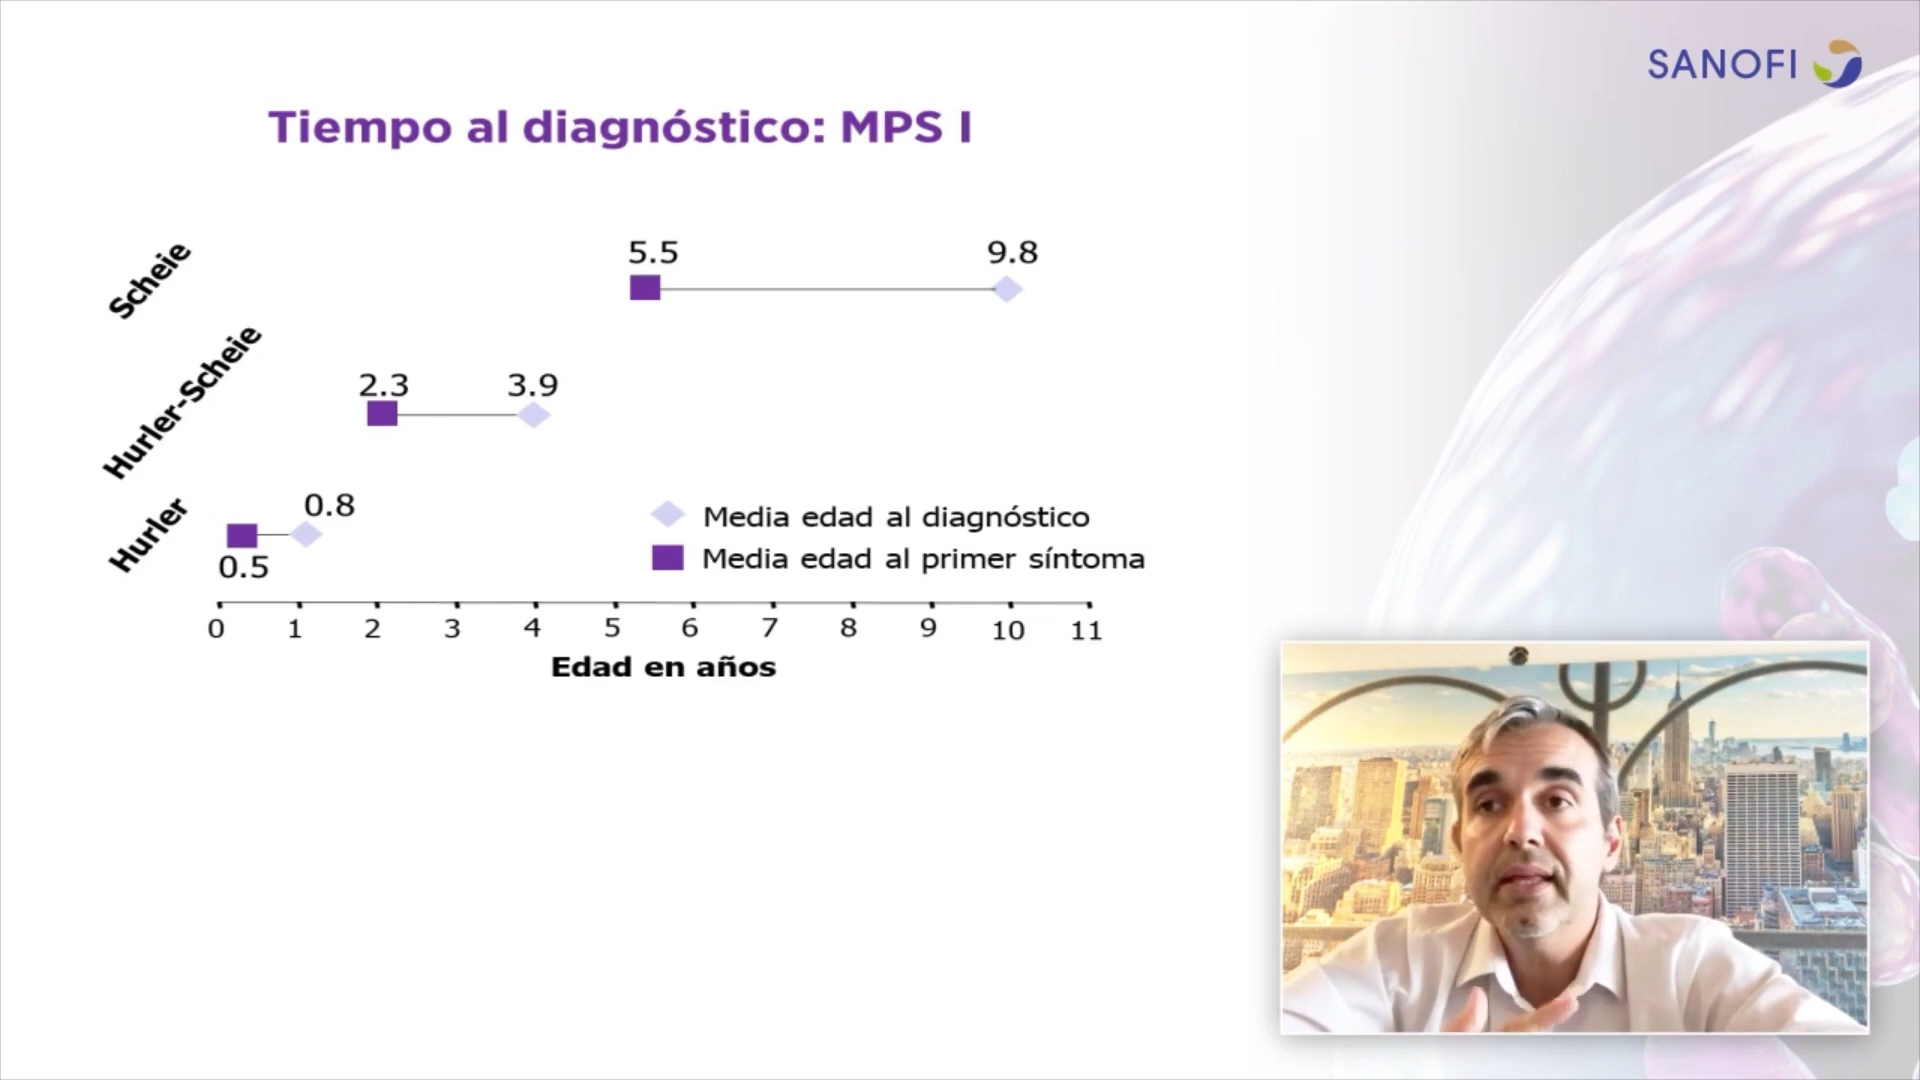 SANOFI
Tiempo al diagnóstico: MPS I
Scheie
5.5
9.8
Hurler-Scheie
2.3
3.9
Hurler
0.8
0.5
Media edad al diagnóstico
Media edad al primer síntoma
0 1 2 3 4 5 6 7 8 9 10 11
Edad en años